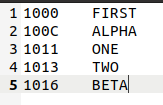 1 1000 FIRST
2 100C ALPHA
3 1011 ONE
4 1013 TWO
5 1016 BETA